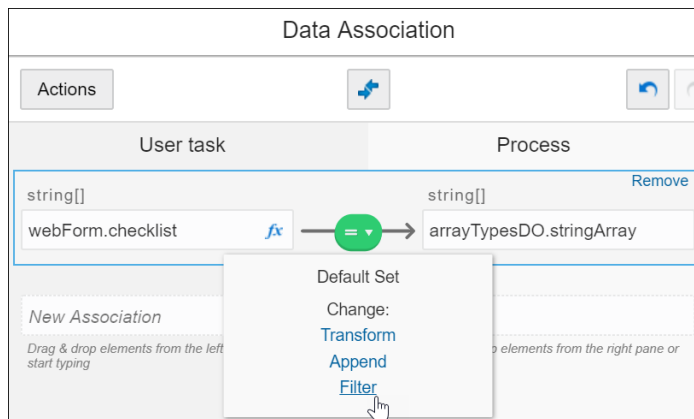 Data Association
Actions
User task
Process
Remove
string[]
string[]
webForm.checklist
fx
=
arrayTypesDO.stringArray
Default Set
Change:
Transform
Append
Filter
New Association
Drag & drop elements from the left
start typing
elements from the right pane or